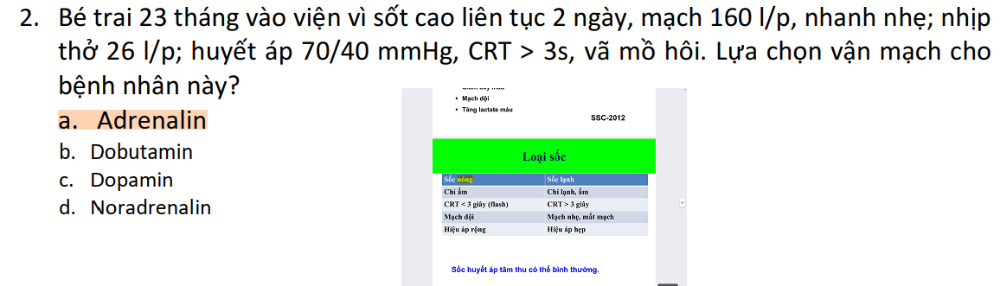 2. Bé trai 23 tháng vào viện vì sốt cao liên tục 2 ngày, mạch 160 l/p, nhanh nhẹ; nhịp
thở 26 l/p; huyết áp 70/40 mmHg, CRT > 3s, vã mồ hôi. Lựa chọn vận mạch cho
bệnh nhân này?
a. Adrenalin
b. Dobutamin
c. Dopamin
d. Noradrenalin
• Mạch dội
• Tăng lactate máu
SSC-2012
Loại sốc
Sốc nóng Sốc lạnh
Chi ấm Chi lạnh, ẩm
CRT < 3 giây (flash) CRT > 3 giây
Mạch dội Mạch nhẹ, mất mạch
Hiệu áp rộng Hiệu áp hẹp
Sốc huyết áp tâm thu có thể bình thường.